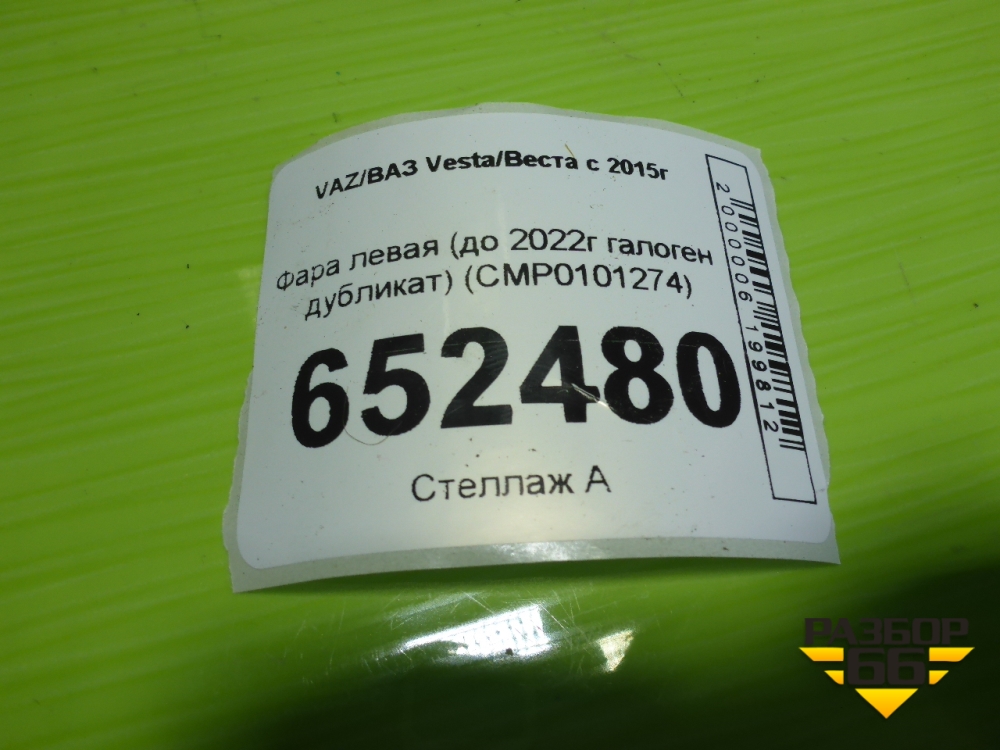 VAZ/ВАЗ Vesta/Веста с 2015г
Фара левая (до 2022г галоген
дубликат) (CMP0101274)
652480
Стеллаж А
2000006199812
РАЗБОР
66